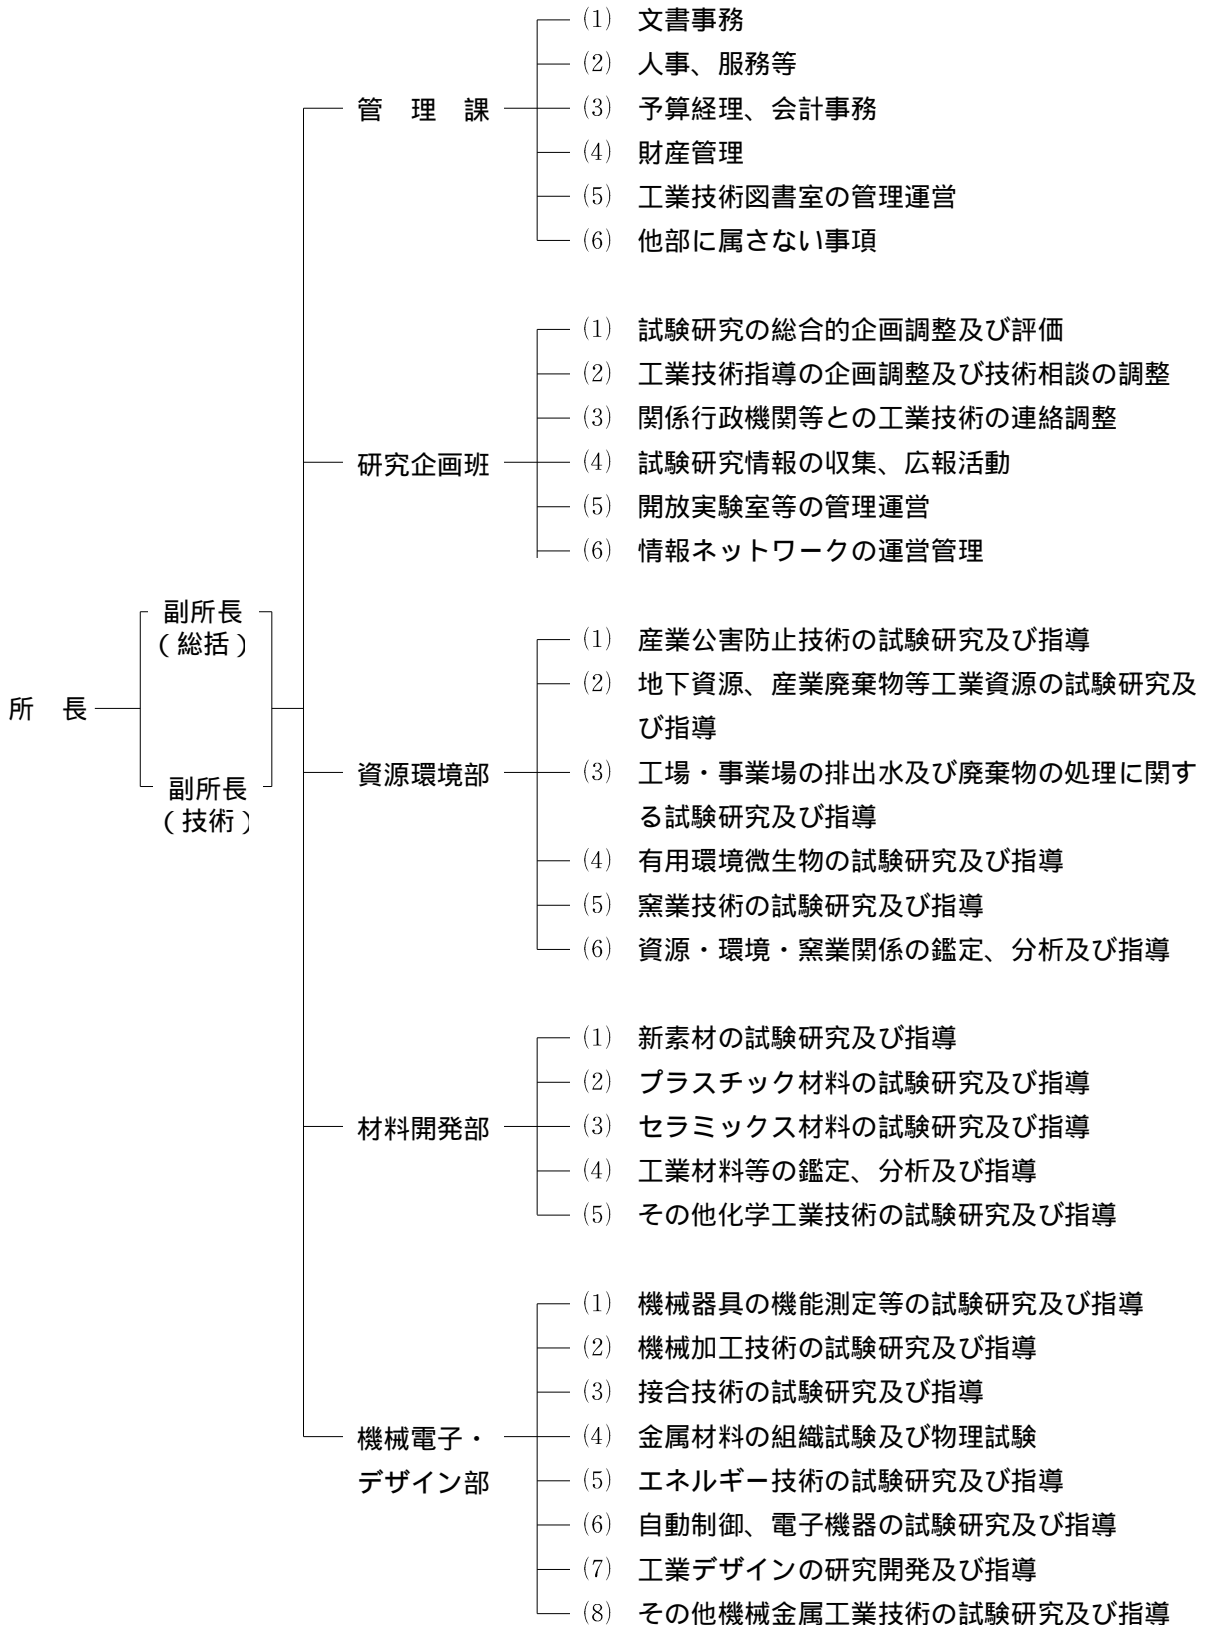 所 長
副所長
(総括)
副所長
(技術)
管 理 課
(1) 文書事務
(2) 人事、服務等
(3) 予算経理、会計事務
(4) 財産管理
(5) 工業技術図書室の管理運営
(6) 他部に属さない事項
研究企画班
(1) 試験研究の総合的企画調整及び評価
(2) 工業技術指導の企画調整及び技術相談の調整
(3) 関係行政機関等との工業技術の連絡調整
(4) 試験研究情報の収集、広報活動
(5) 開放実験室等の管理運営
(6) 情報ネットワークの運営管理
資源環境部
(1) 産業公害防止技術の試験研究及び指導
(2) 地下資源、産業廃棄物等工業資源の試験研究及
び指導
(3) 工場・事業場の排出水及び廃棄物の処理に関す
る試験研究及び指導
(4) 有用環境微生物の試験研究及び指導
(5) 窯業技術の試験研究及び指導
(6) 資源・環境・窯業関係の鑑定、分析及び指導
材料開発部
(1) 新素材の試験研究及び指導
(2) プラスチック材料の試験研究及び指導
(3) セラミックス材料の試験研究及び指導
(4) 工業材料等の鑑定、分析及び指導
(5) その他化学工業技術の試験研究及び指導
機械電子・
デザイン部
(1) 機械器具の機能測定等の試験研究及び指導
(2) 機械加工技術の試験研究及び指導
(3) 接合技術の試験研究及び指導
(4) 金属材料の組織試験及び物理試験
(5) エネルギー技術の試験研究及び指導
(6) 自動制御、電子機器の試験研究及び指導
(7) 工業デザインの研究開発及び指導
(8) その他機械金属工業技術の試験研究及び指導